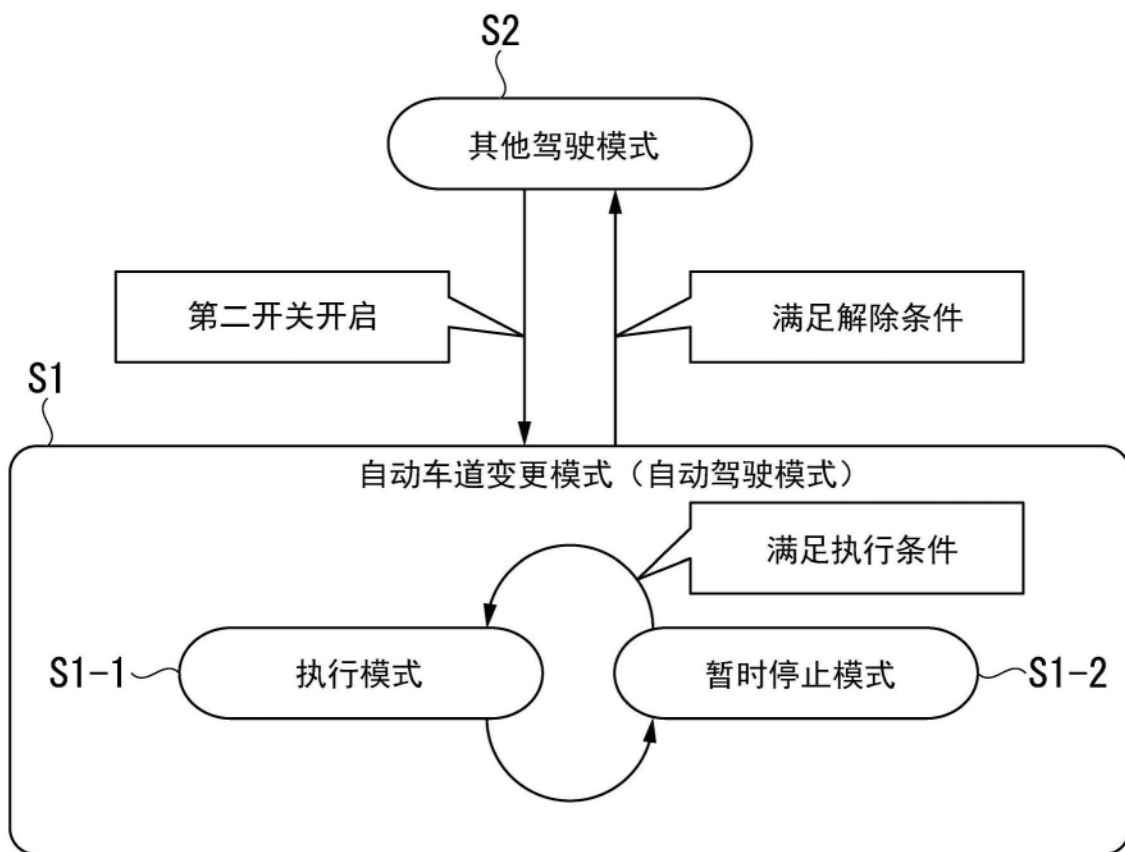 S2
其他驾驶模式
第二开关开启
满足解除条件
S1
自动车道变更模式（自动驾驶模式）
满足执行条件
S1-1
执行模式
暂时停止模式
S1-2